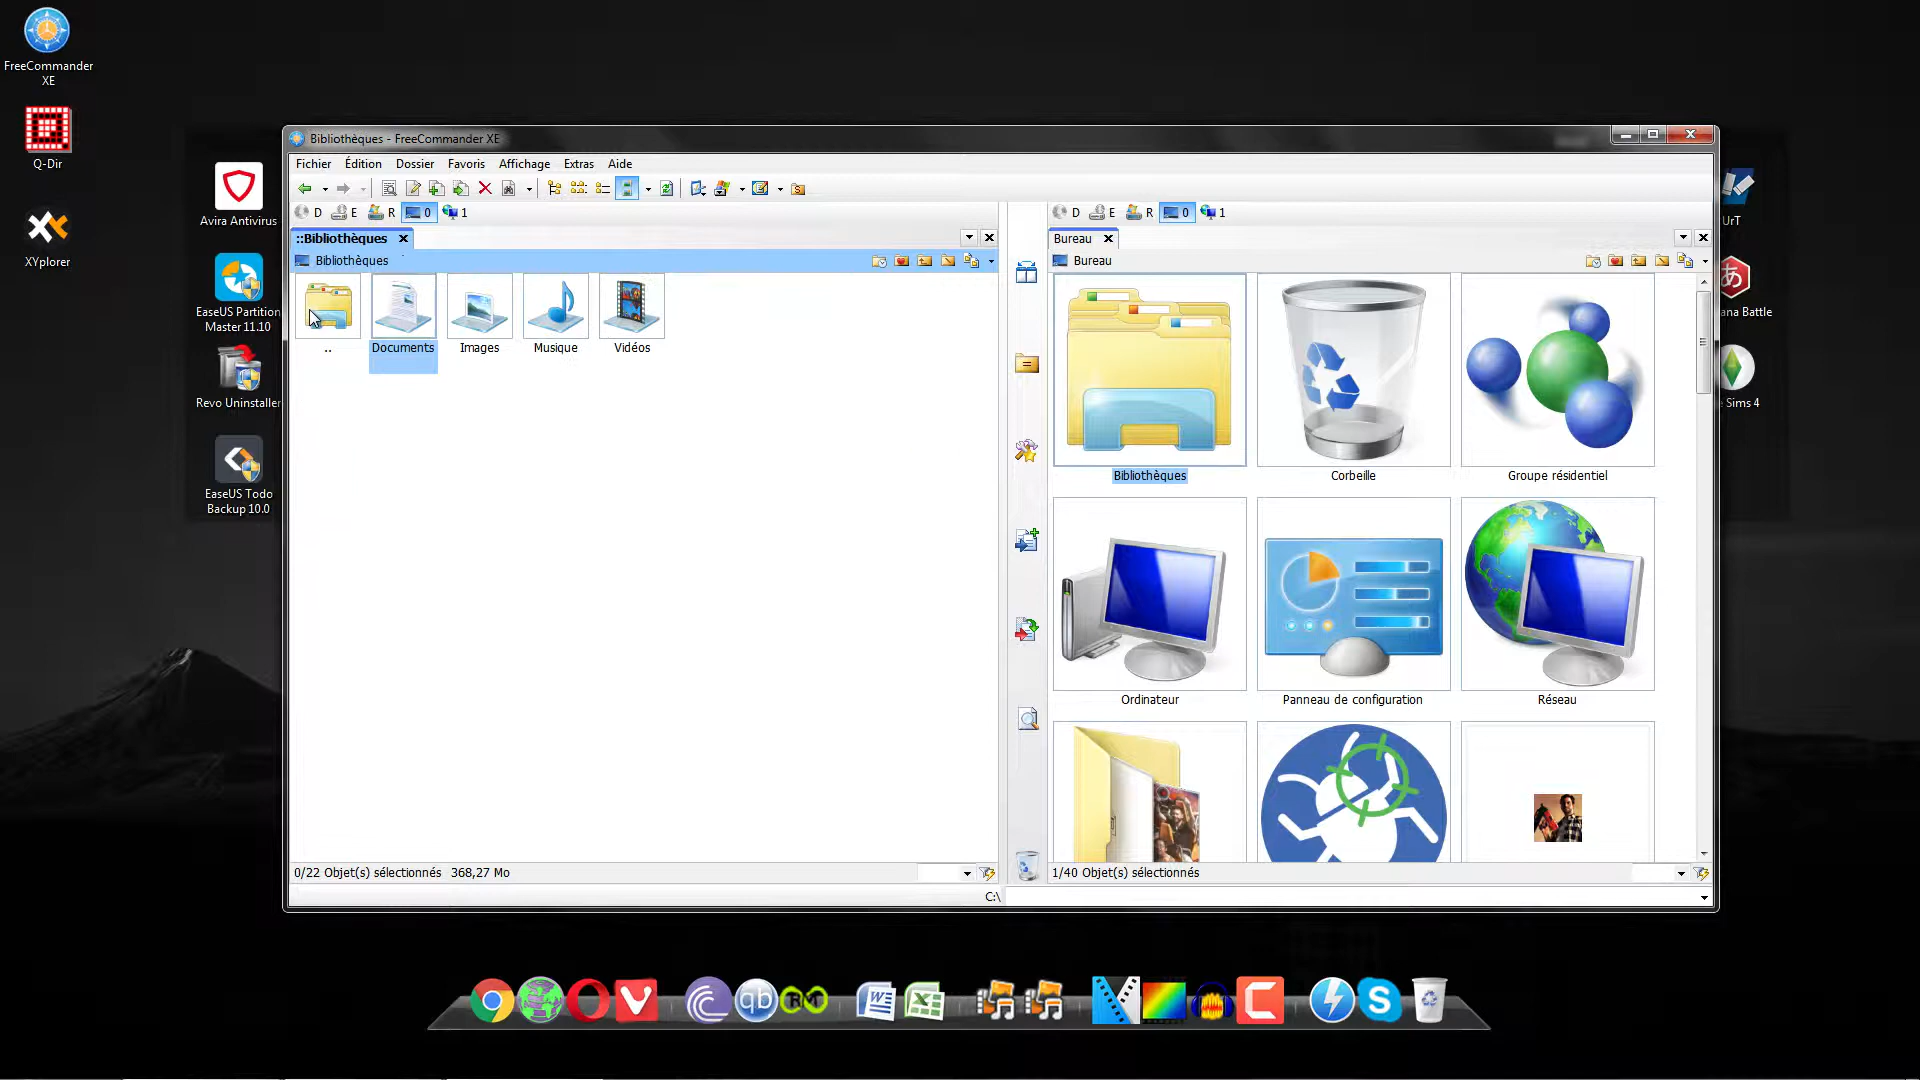 FreeCommander
XE
Q-Dir
XYplorer
Avira Antivirus
EaseUS Partition
Master 11.10
Revo Uninstaller
EaseUS Todo
Backup 10.0
Bibliothèques - FreeCommander XE
Fichier Édition Dossier Favoris Affichage Extras Aide
D E R 0 1
::Bibliothèques
Bibliothèques
..
Documents
Images
Musique
Vidéos
0/22 Objet(s) sélectionnés 368,27 Mo
C:\
D E R 0 1
Bureau
Bureau
Bibliothèques
Corbeille
Groupe résidentiel
Ordinateur
Panneau de configuration
Réseau
1/40 Objet(s) sélectionnés
UrT
ana Battle
Sims 4
qb